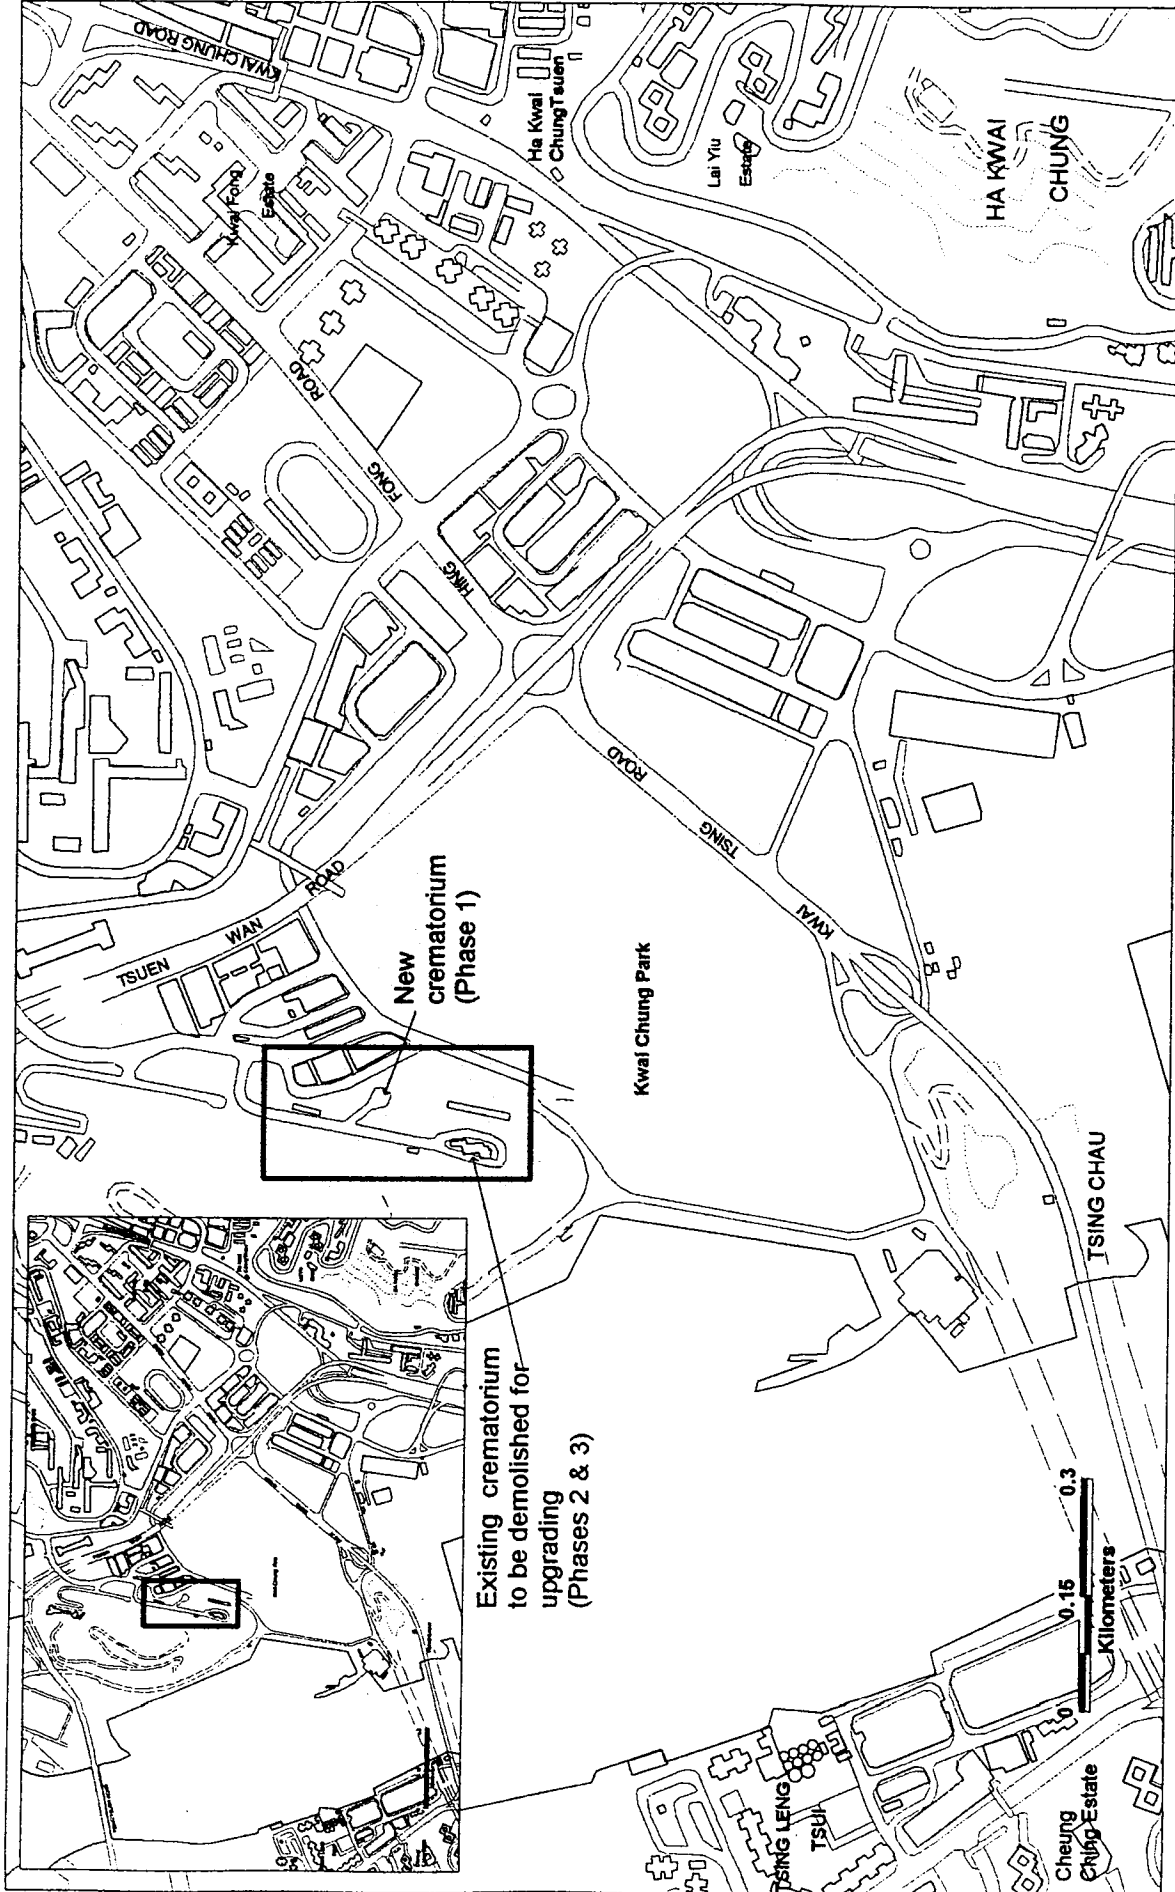 KWAI CHUNG ROAD
Ha Kwai
Chung Tsuen
Lai Yiu
Estate
HA KWAI
CHUNG
Kwai Fong
Estate
ROAD
FONG
HING
ROAD
TSING
KWAI
TSUEN
WAN
ROAD
New
crematorium
(Phase 1)
Kwai Chung Park
Existing crematorium
to be demolished for
upgrading
(Phases 2 & 3)
TSING CHAU
TSING LENG
TSUI
Cheung
Ching Estate
0
0.15
0.3
Kilometers